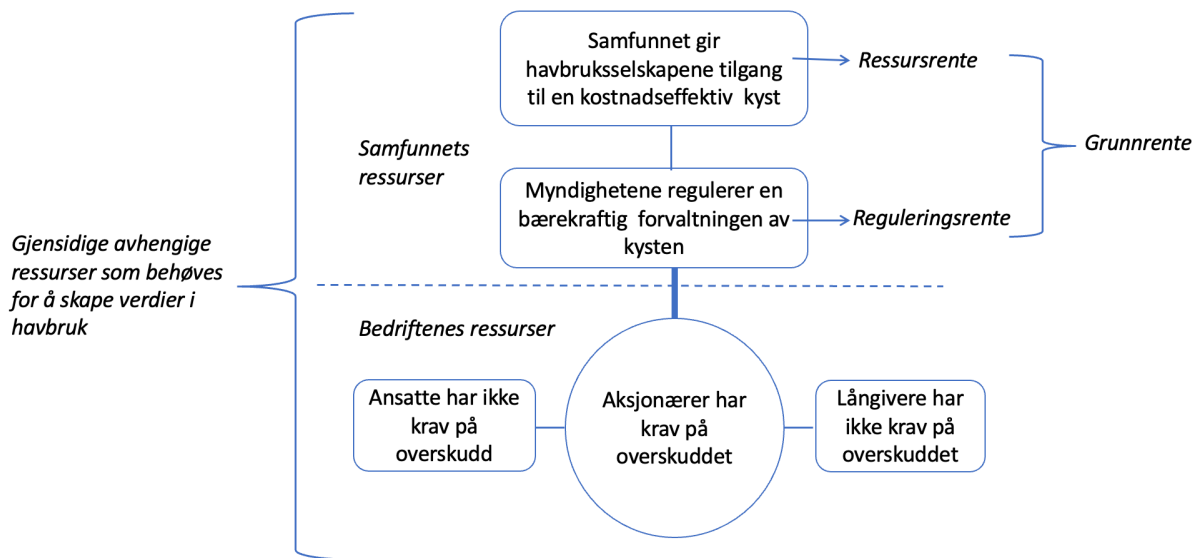 Samfunnet gir
havbruksselskapene tilgang
til en kostnadseffektiv kyst
Ressursrente
Samfunnets
ressurser
Grunnrente
Myndighetene regulerer en
bærekraftig forvaltningen av
kysten
Reguleringsrente
Gjensidige avhengige
ressurser som behøves
for å skape verdier i
havbruk
Bedriftenes ressurser
Ansatte har ikke
krav på
overskudd
Aksjonærer har
krav på
overskuddet
Långivere har
ikke krav på
overskuddet